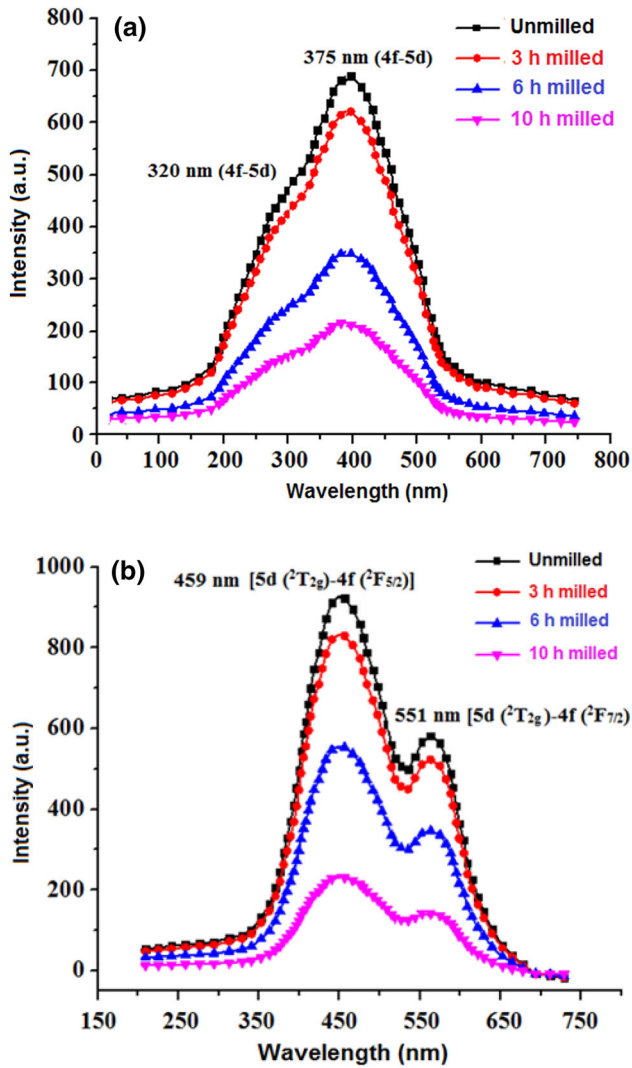 (a)
Unmilled
3 h milled
6 h milled
10 h milled
375 nm (4f-5d)
320 nm (4f-5d)
Intensity (a.u.)
800
700
600
500
400
300
200
100
0
0 100 200 300 400 500 600 700 800
Wavelength (nm)
(b)
Unmilled
3 h milled
6 h milled
10 h milled
459 nm [5d (²T₂g)-4f (²F₅/₂)]
551 nm [5d (²T₂g)-4f (²F₇/₂)
Intensity (a.u.)
1000
800
600
400
200
0
150 250 350 450 550 650 750
Wavelength (nm)